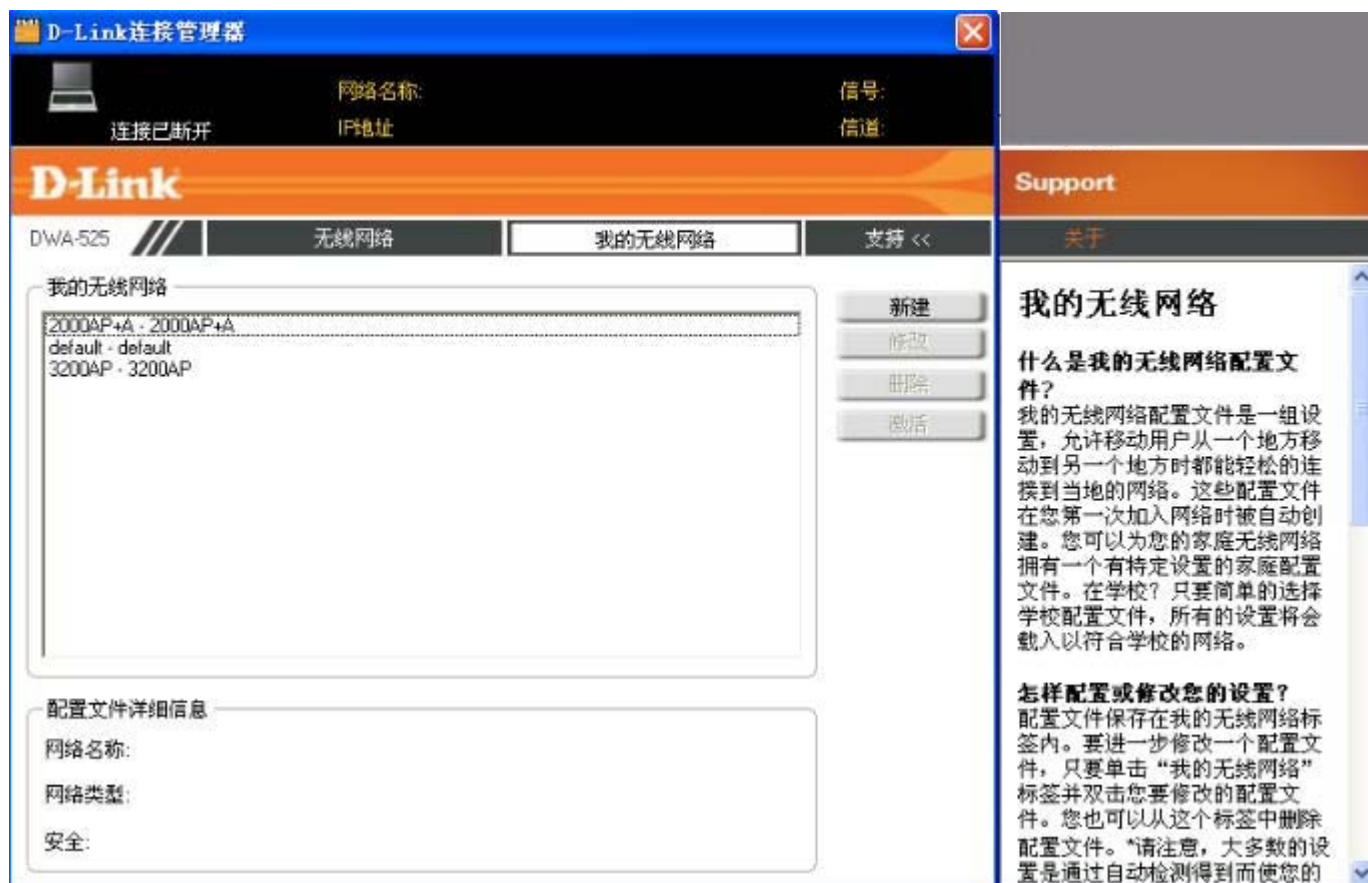 D-Link连接管理器
网络名称:
信号:
连接已断开
IP地址
信道:
D-Link
DWA-525
无线网络
我的无线网络
支持 <<
我的无线网络
2000AP+A - 2000AP+A
default - default
3200AP - 3200AP
新建
修改
删除
激活
配置文件详细信息
网络名称:
网络类型:
安全:
Support
关于
我的无线网络
什么是我的无线网络配置文
件?
我的无线网络配置文件是一组设
置，允许移动用户从一个地方移
动到另一个地方时都能轻松的连
接到当地的网络。这些配置文件
在您第一次加入网络时被自动创
建。您可以为您的家庭无线网络
拥有一个有特定设置的家庭配置
文件。在学校？只要简单的选择
学校配置文件，所有的设置将会
载入以符合学校的网络。
怎样配置或修改您的设置?
配置文件保存在我的无线网络标
签内。要进一步修改一个配置文
件，只要单击“我的无线网络”
标签并双击您要修改的配置文
件。您也可以从这个标签中删除
配置文件。*请注意，大多数的设
置是通过自动检测得到而使您的